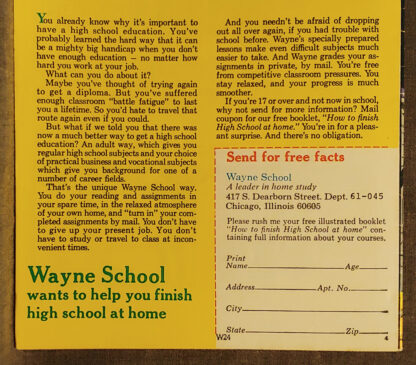 You already know why it's important to
have a high school education. You've
probably learned the hard way that it can
be a mighty big handicap when you don't
have enough education – no matter how
hard you work at your job.
What can you do about it?
Maybe you've thought of trying again
to get a diploma. But you've suffered
enough classroom "battle fatigue" to last
you a lifetime. So you'd hate to travel that
route again even if you could.
But what if we told you that there was
now a much better way to get a high school
education? An adult way, which gives you
regular high school subjects and your choice
of practical business and vocational subjects
which give you background for one of a
number of career fields.
That's the unique Wayne School way.
You do your reading and assignments in
your spare time, in the relaxed atmosphere
of your own home, and "turn in" your com-
pleted assignments by mail. You don't have
to give up your present job. You don't
have to study or travel to class at incon-
venient times.
Wayne School
wants to help you finish
high school at home
And you needn't be afraid of dropping
out all over again, if you had trouble with
school before. Wayne's specially prepared
lessons make even difficult subjects much
easier to take. And Wayne grades your as-
signments in private, by mail. You're free
from competitive classroom pressures. You
stay relaxed, and your progress is much
smoother.
If you're 17 or over and not now in school,
why not send for more information? Mail
coupon for our free booklet, "How to finish
High School at home." You're in for a pleas-
ant surprise. And there's no obligation.
Send for free facts
Wayne School
A leader in home study
417 S. Dearborn Street. Dept. 61-045
Chicago, Illinois 60605
Please rush me your free illustrated booklet
"How to finish High School at home" con-
taining full information about your courses.
Print
Name Age
Address Apt. No.
City
State Zip
W24 4